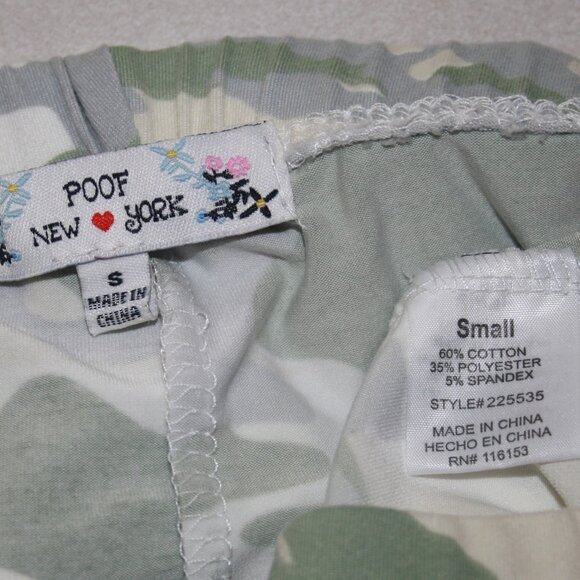 POOF
NEW ❤ YORK
S
MADE IN
CHINA
Small
60% COTTON
35% POLYESTER
5% SPANDEX
STYLE# 225535
MADE IN CHINA
HECHO EN CHINA
RN# 116153